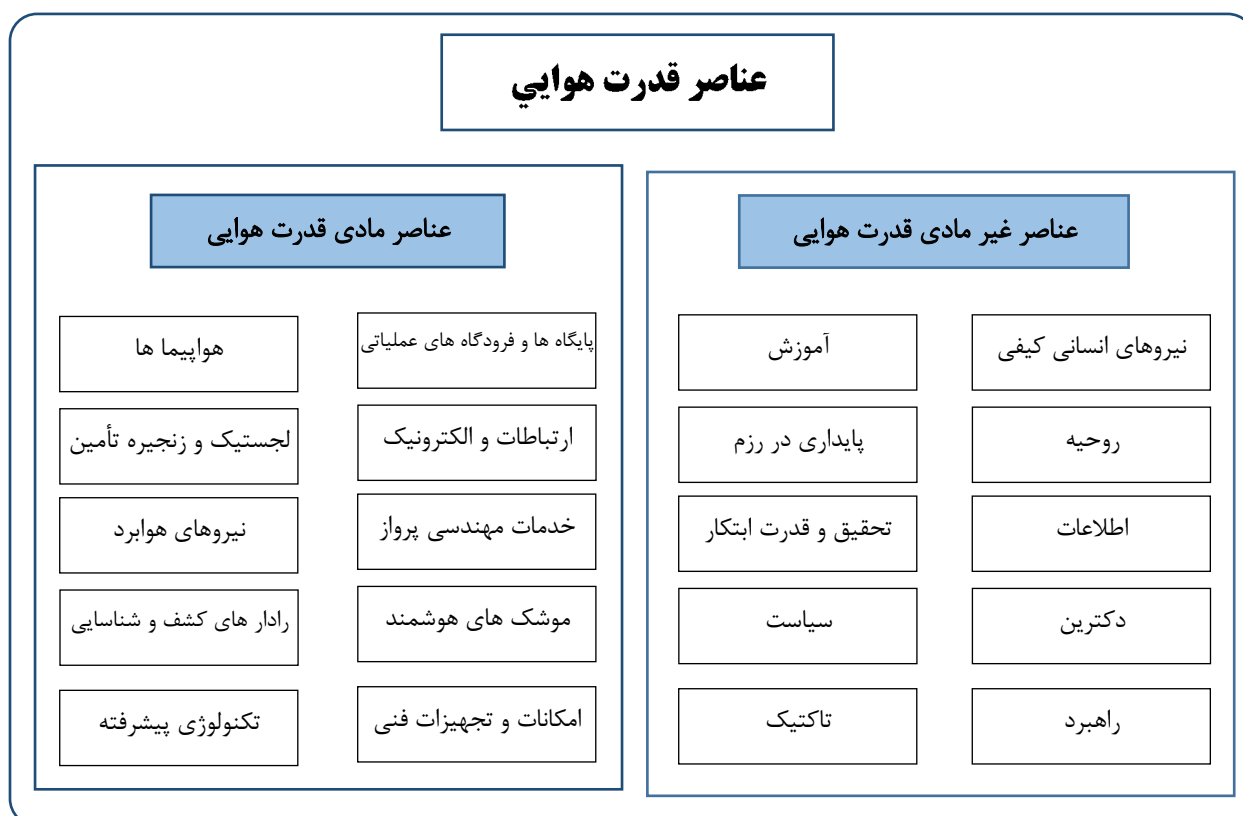 عناصر قدرت هوايي
عناصر غیر مادی قدرت هوایی
نیروهای انسانی کیفی
آموزش
روحیه
پایداری در رزم
اطلاعات
تحقیق و قدرت ابتکار
دکترین
سیاست
راهبرد
تاکتیک
عناصر مادی قدرت هوایی
پایگاه ها و فرودگاه های عملیاتی
هواپیما ها
ارتباطات و الکترونیک
لجستیک و زنجیره تأمین
خدمات مهندسی پرواز
نیروهای هوابرد
موشک های هوشمند
رادار های کشف و شناسایی
امکانات و تجهیزات فنی
تکنولوژی پیشرفته